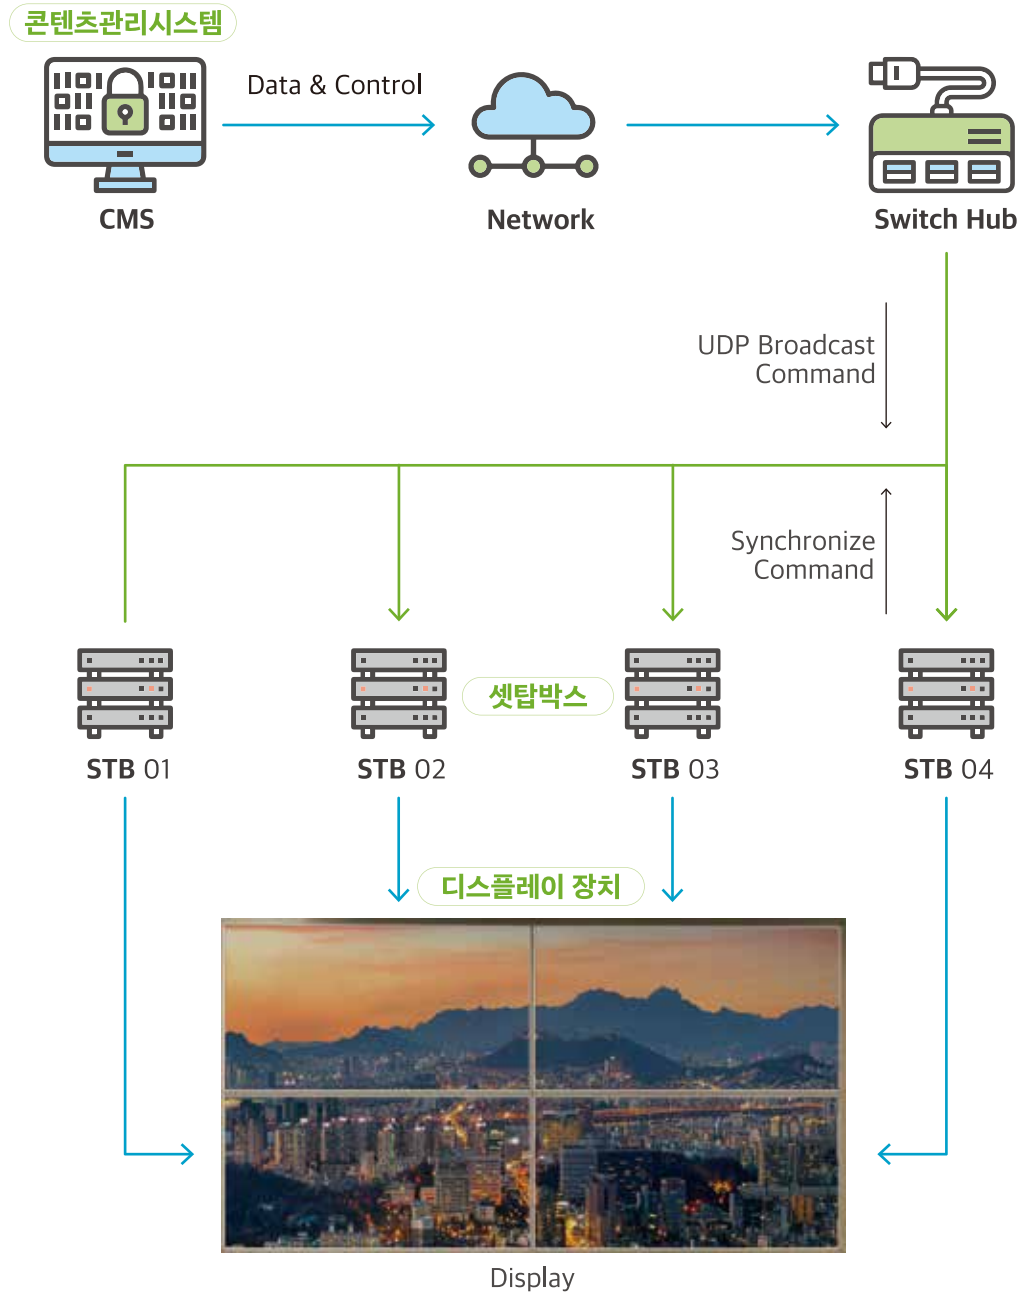 콘텐츠관리시스템
Data & Control
CMS
Network
Switch Hub
UDP Broadcast
Command
Synchronize
Command
셋탑박스
STB 01
STB 02
STB 03
STB 04
디스플레이 장치
Display